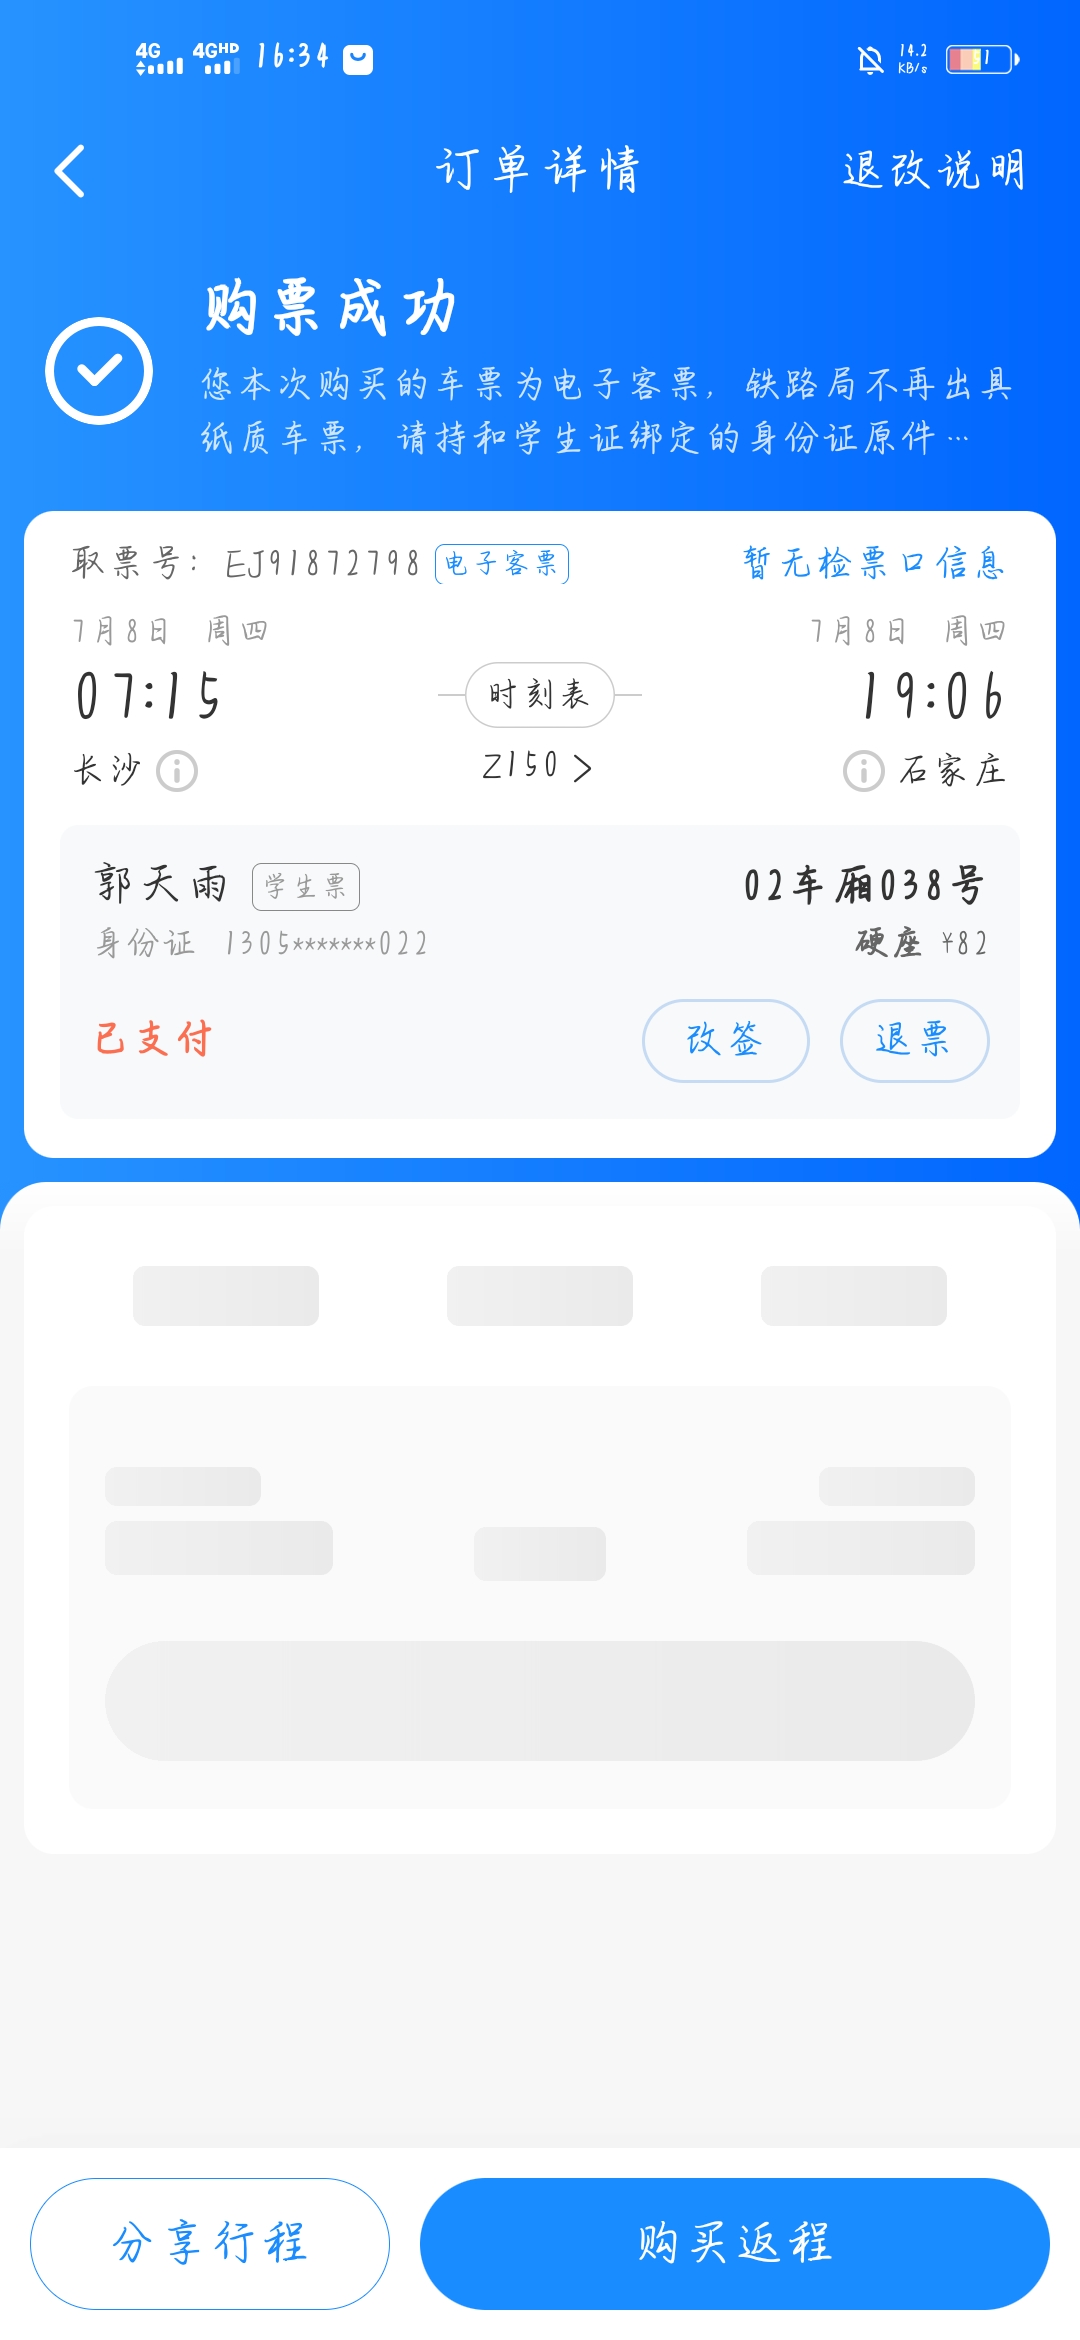 4G 4GHD 16:34 14.2 KB/s 51
订单详情 退改说明
购票成功
您本次购买的车票为电子客票，铁路局不再出具
纸质车票，请持和学生证绑定的身份证原件…
取票号：EJ91872798 电子客票 暂无检票口信息
7月8日 周四 7月8日 周四
07:15 时刻表 19:06
长沙 Z150 石家庄
郭天雨 学生票 02车厢038号
身份证 1305*******022 硬座 ¥82
已支付 改签 退票
分享行程 购买返程